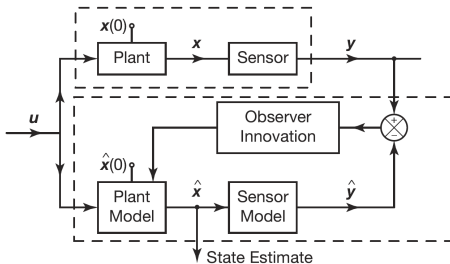 x(0)
x
y
Plant
Sensor
u
Observer
Innovation
+
−
x̂(0)
x̂
ŷ
Plant
Model
Sensor
Model
State Estimate